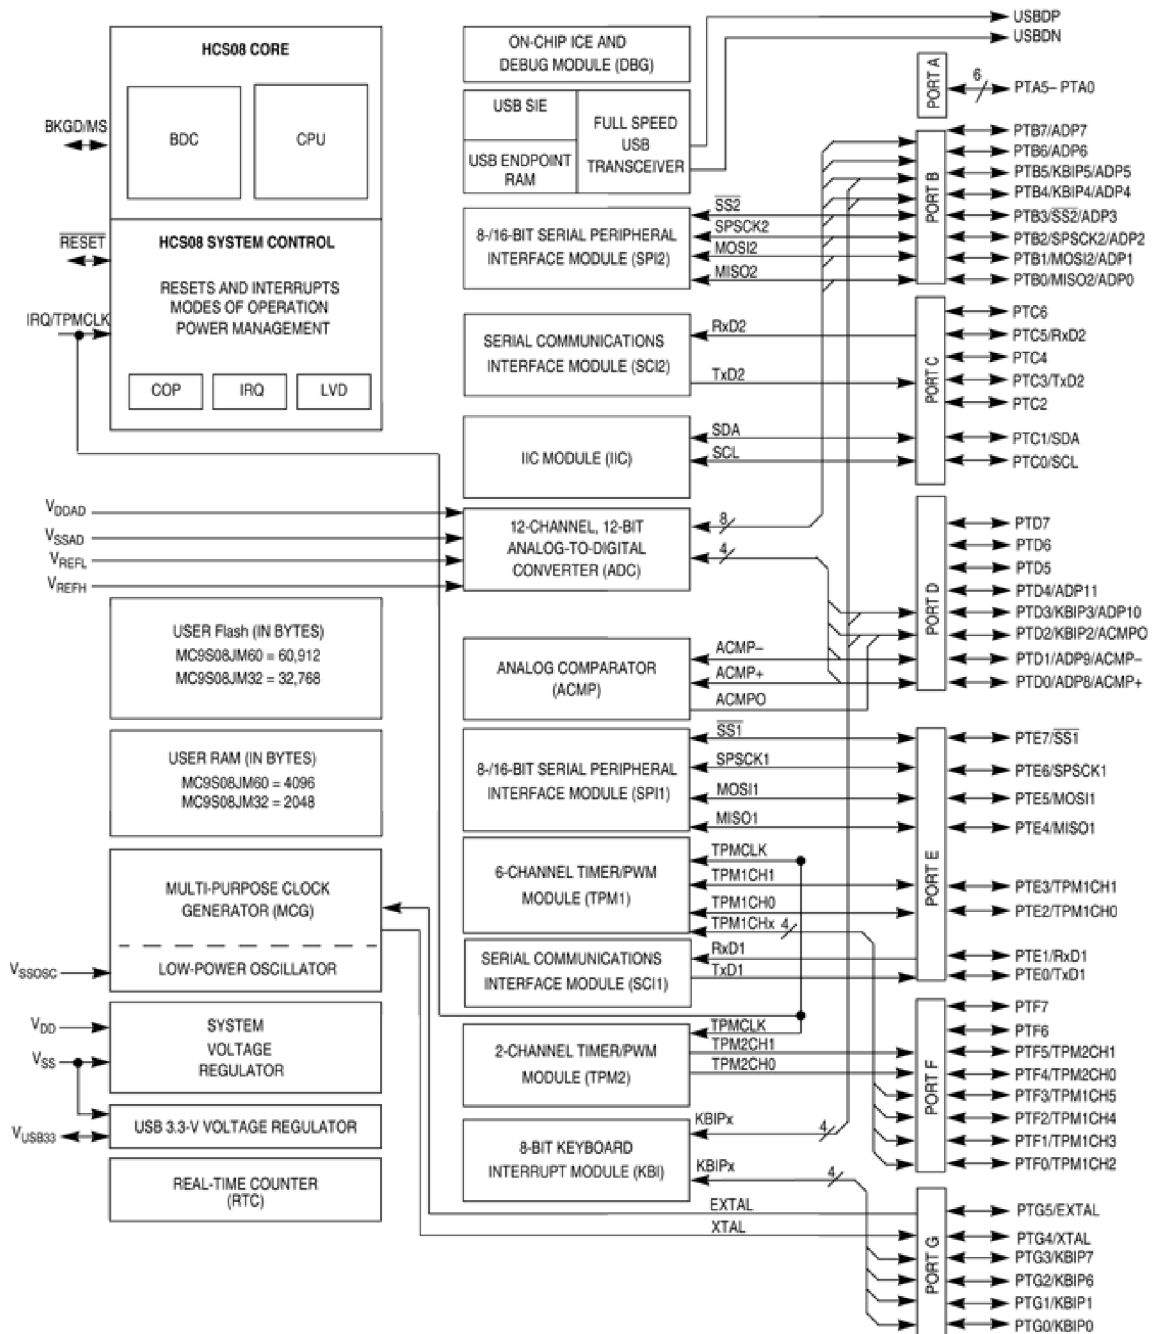 HCS08 CORE
BDC
CPU
BKGD/MS
HCS08 SYSTEM CONTROL
RESET
RESETS AND INTERRUPTS
MODES OF OPERATION
POWER MANAGEMENT
IRQ/TPMCLK
COP
IRQ
LVD
VDDAD
VSSAD
VREFL
VREFH
USER Flash (IN BYTES)
MC9S08JM60 = 60,912
MC9S08JM32 = 32,768
USER RAM (IN BYTES)
MC9S08JM60 = 4096
MC9S08JM32 = 2048
MULTI-PURPOSE CLOCK
GENERATOR (MCG)
LOW-POWER OSCILLATOR
VSSOSC
VDD
VSS
SYSTEM
VOLTAGE
REGULATOR
USB 3.3-V VOLTAGE REGULATOR
VUSB33
REAL-TIME COUNTER
(RTC)
ON-CHIP ICE AND
DEBUG MODULE (DBG)
USB SIE
USB ENDPOINT
RAM
FULL SPEED
USB
TRANSCEIVER
8-/16-BIT SERIAL PERIPHERAL
INTERFACE MODULE (SPI2)
SS2
SPSCK2
MOSI2
MISO2
SERIAL COMMUNICATIONS
INTERFACE MODULE (SCI2)
RxD2
TxD2
IIC MODULE (IIC)
SDA
SCL
12-CHANNEL, 12-BIT
ANALOG-TO-DIGITAL
CONVERTER (ADC)
8
4
ANALOG COMPARATOR
(ACMP)
ACMP–
ACMP+
ACMPO
8-/16-BIT SERIAL PERIPHERAL
INTERFACE MODULE (SPI1)
SS1
SPSCK1
MOSI1
MISO1
6-CHANNEL TIMER/PWM
MODULE (TPM1)
TPMCLK
TPM1CH1
TPM1CH0
TPM1CHx 4
SERIAL COMMUNICATIONS
INTERFACE MODULE (SCI1)
RxD1
TxD1
2-CHANNEL TIMER/PWM
MODULE (TPM2)
TPMCLK
TPM2CH1
TPM2CH0
8-BIT KEYBOARD
INTERRUPT MODULE (KBI)
KBIPx 4
KBIPx 4
EXTAL
XTAL
USBDP
USBDN
PORT A
6
PTA5– PTA0
PORT B
PTB7/ADP7
PTB6/ADP6
PTB5/KBIP5/ADP5
PTB4/KBIP4/ADP4
PTB3/SS2/ADP3
PTB2/SPSCK2/ADP2
PTB1/MOSI2/ADP1
PTB0/MISO2/ADP0
PORT C
PTC6
PTC5/RxD2
PTC4
PTC3/TxD2
PTC2
PTC1/SDA
PTC0/SCL
PORT D
PTD7
PTD6
PTD5
PTD4/ADP11
PTD3/KBIP3/ADP10
PTD2/KBIP2/ACMPO
PTD1/ADP9/ACMP–
PTD0/ADP8/ACMP+
PORT E
PTE7/SS1
PTE6/SPSCK1
PTE5/MOSI1
PTE4/MISO1
PTE3/TPM1CH1
PTE2/TPM1CH0
PTE1/RxD1
PTE0/TxD1
PORT F
PTF7
PTF6
PTF5/TPM2CH1
PTF4/TPM2CH0
PTF3/TPM1CH5
PTF2/TPM1CH4
PTF1/TPM1CH3
PTF0/TPM1CH2
PORT G
PTG5/EXTAL
PTG4/XTAL
PTG3/KBIP7
PTG2/KBIP6
PTG1/KBIP1
PTG0/KBIP0